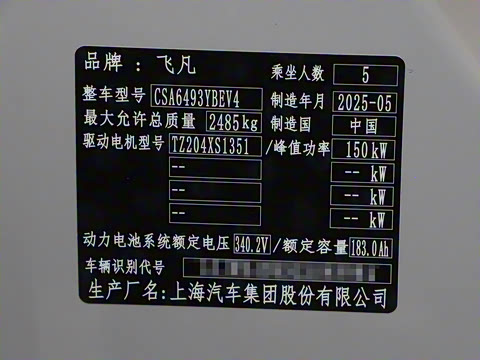 品牌 : 飞凡 乘坐人数 5
整车型号 CSA6493YBEV4 制造年月 2025-05
最大允许总质量 2485kg 制造国 中国
驱动电机型号 TZ204XS1351 /峰值功率 150kW
-- -- kW
-- -- kW
-- -- kW
动力电池系统额定电压 340.2V /额定容量 183.0Ah
车辆识别代号
生产厂名:上海汽车集团股份有限公司